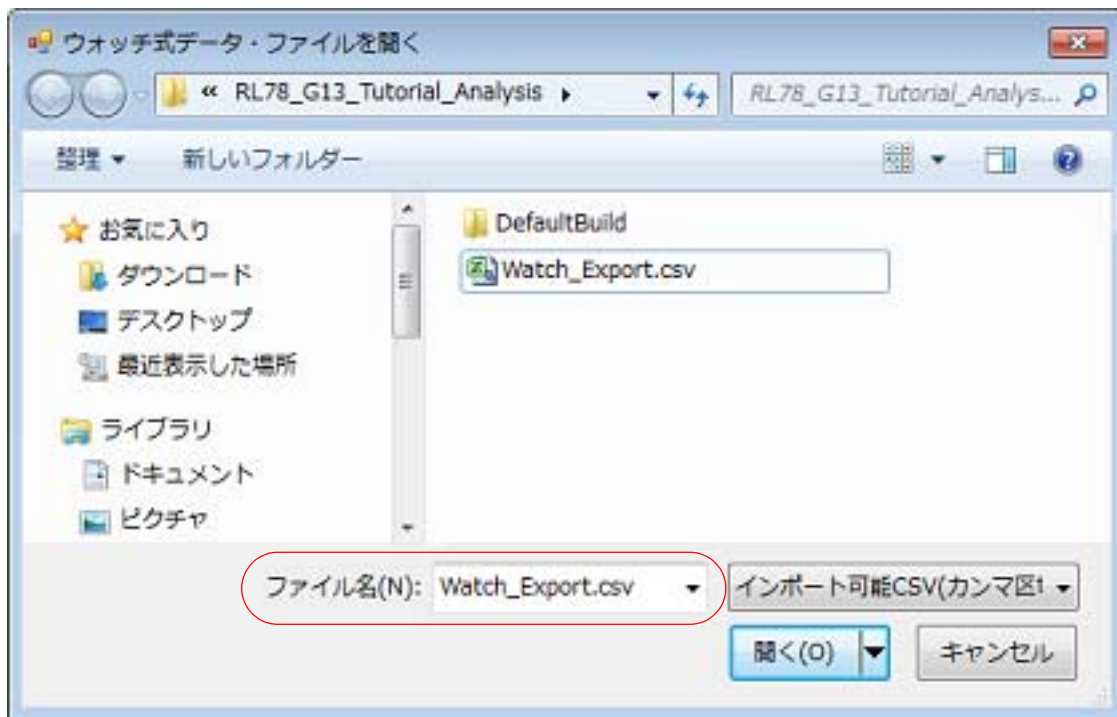 ウォッチ式データ・ファイルを開く
« RL78_G13_Tutorial_Analysis
RL78_G13_Tutorial_Analys...
整理
新しいフォルダー
お気に入り
ダウンロード
デスクトップ
最近表示した場所
ライブラリ
ドキュメント
ピクチャ
DefaultBuild
Watch_Export.csv
ファイル名(N): Watch_Export.csv
インポート可能CSV(カンマ区
開く(O)
キャンセル